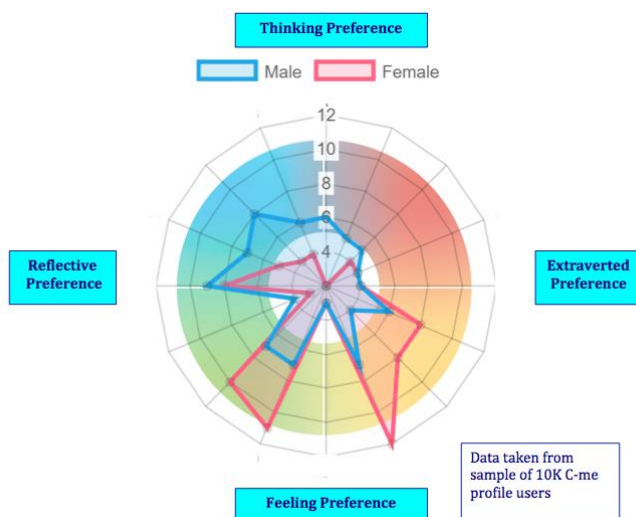 Thinking Preference
Male Female
12
10
8
6
4
Reflective
Preference
Extraverted
Preference
Feeling Preference
Data taken from
sample of 10K C-me
profile users